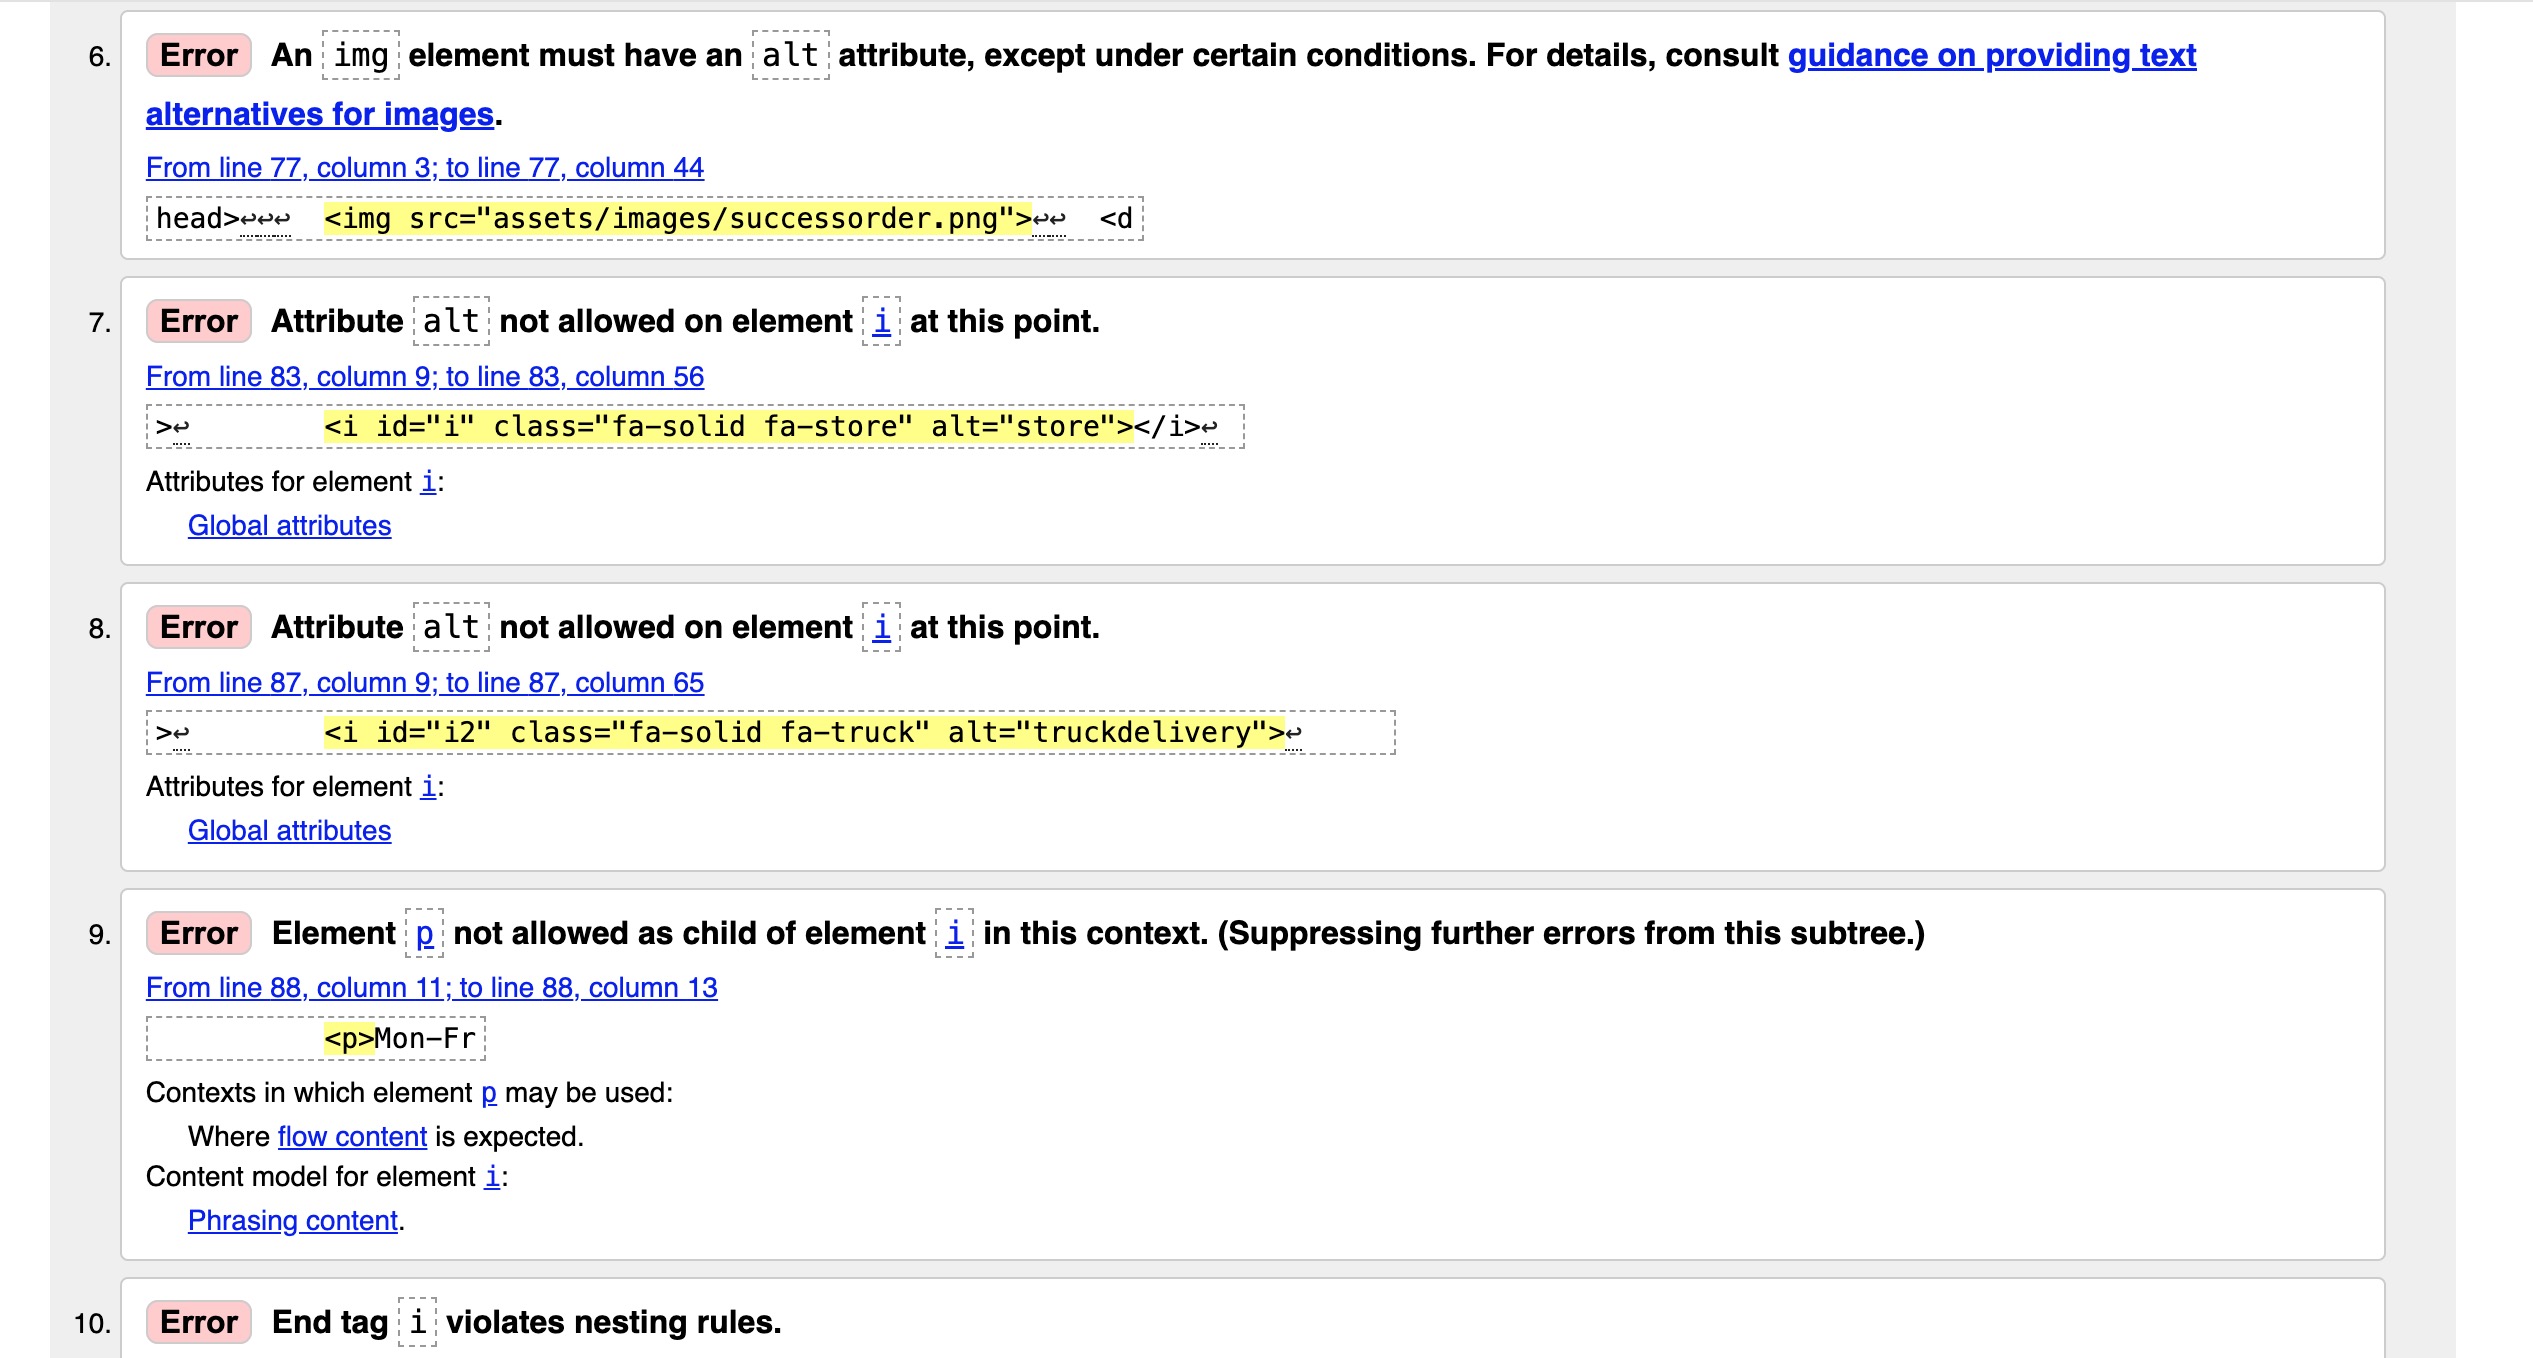 6. Error An img element must have an alt attribute, except under certain conditions. For details, consult guidance on providing text
alternatives for images.
From line 77, column 3; to line 77, column 44
head>↩↩↩  <img src="assets/images/successorder.png">↩↩  <d
7. Error Attribute alt not allowed on element i at this point.
From line 83, column 9; to line 83, column 56
>↩        <i id="i" class="fa-solid fa-store" alt="store"></i>↩
Attributes for element i:
Global attributes
8. Error Attribute alt not allowed on element i at this point.
From line 87, column 9; to line 87, column 65
>↩        <i id="i2" class="fa-solid fa-truck" alt="truckdelivery">↩
Attributes for element i:
Global attributes
9. Error Element p not allowed as child of element i in this context. (Suppressing further errors from this subtree.)
From line 88, column 11; to line 88, column 13
<p>Mon-Fr
Contexts in which element p may be used:
Where flow content is expected.
Content model for element i:
Phrasing content.
10. Error End tag i violates nesting rules.